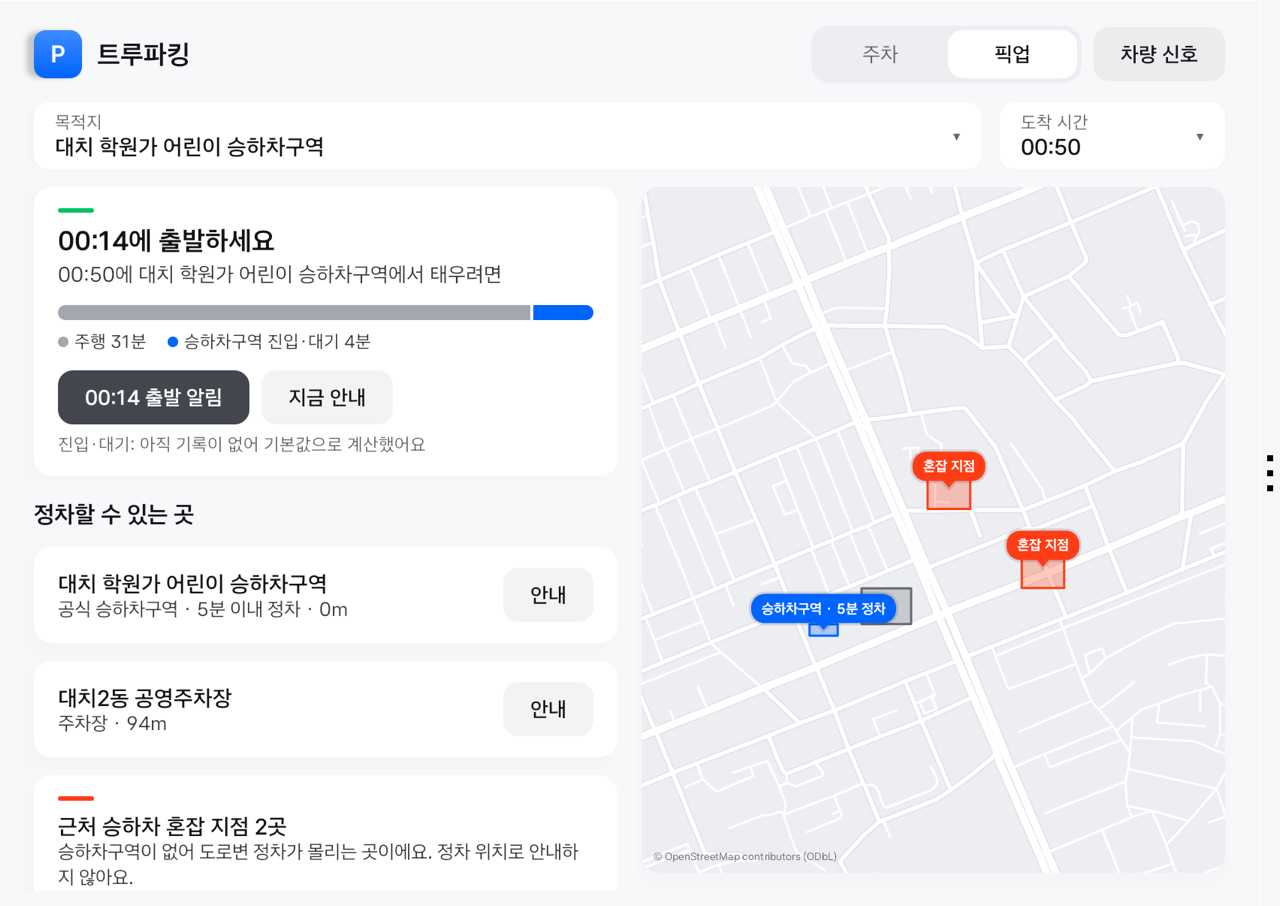 P
트루파킹
주차
픽업
차량 신호
목적지
대치 학원가 어린이 승하차구역
▼
도착 시간
00:50
▼
00:14에 출발하세요
00:50에 대치 학원가 어린이 승하차구역에서 태우려면
주행 31분
승하차구역 진입·대기 4분
00:14 출발 알림
지금 안내
진입·대기: 아직 기록이 없어 기본값으로 계산했어요
정차할 수 있는 곳
대치 학원가 어린이 승하차구역
공식 승하차구역 · 5분 이내 정차 · 0m
안내
대치2동 공영주차장
주차장 · 94m
안내
근처 승하차 혼잡 지점 2곳
승하차구역이 없어 도로변 정차가 몰리는 곳이에요. 정차 위치로 안내하
지 않아요.
혼잡 지점
혼잡 지점
승하차구역 · 5분 정차
© OpenStreetMap contributors (ODbL)